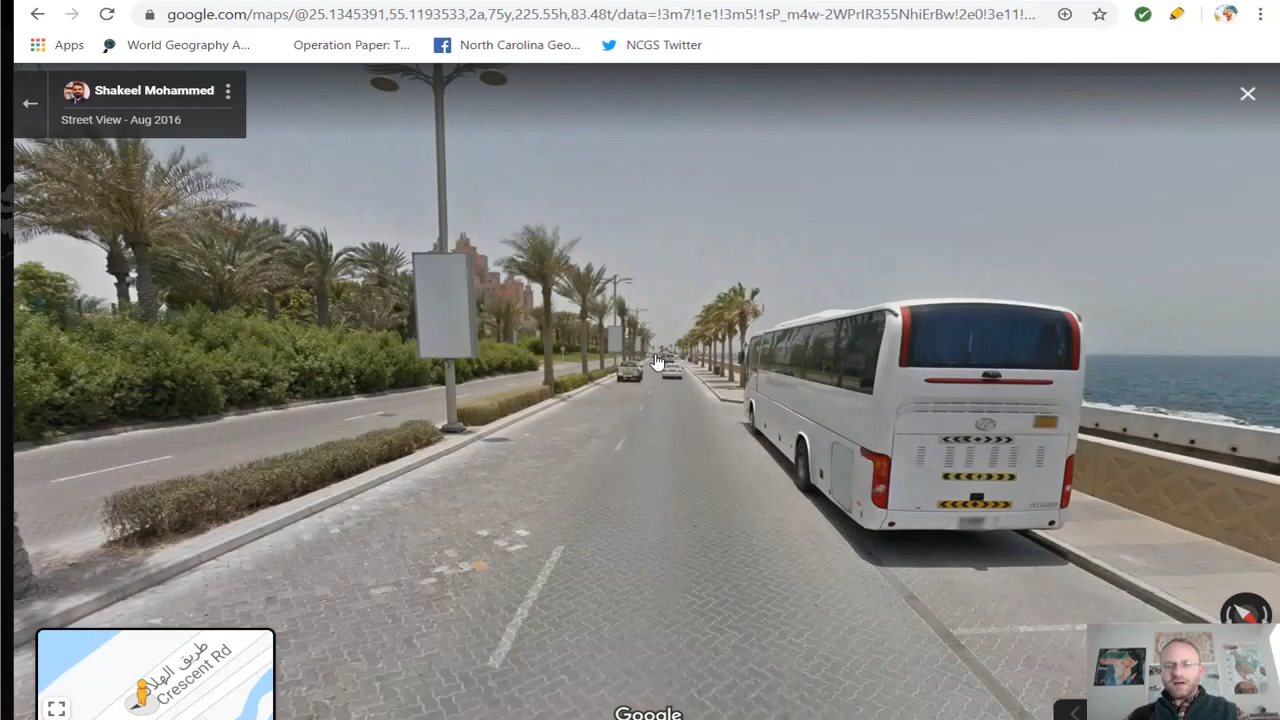 google.com/maps/@25.1345391,55.1193533,2a,75y,225.55h,83.48t/data=!3m7!1e1!3m5!1sP_m4w-2WPrIR355NhiErBw!2e0!3e11!...
Apps World Geography A... Operation Paper: T... North Carolina Geo... NCGS Twitter
Shakeel Mohammed
Street View - Aug 2016
طريق الهلال
Crescent Rd
Google